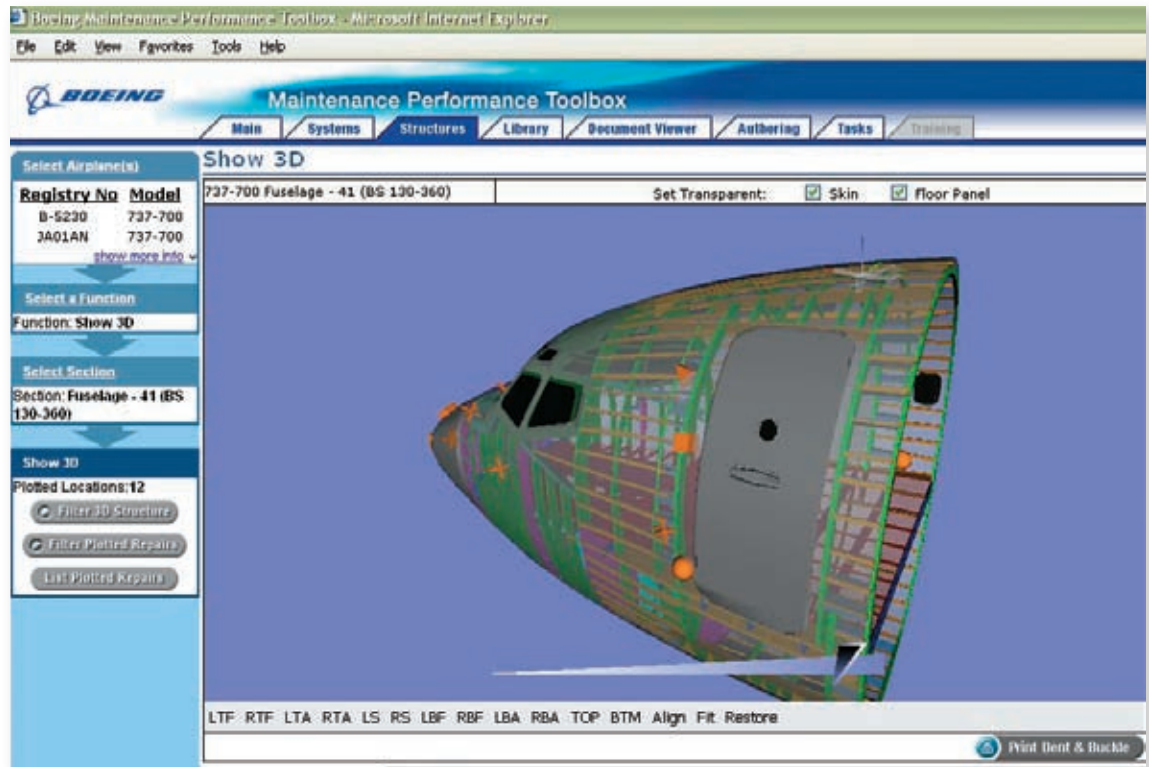 Boeing Maintenance Performance Toolbox - Microsoft Internet Explorer
File Edit View Favorites Tools Help
BOEING
Maintenance Performance Toolbox
Main Systems Structures Library Document Viewer Authoring Tasks Training
Select Airplane(s)
Registry No Model
B-5230 737-700
JA01AN 737-700
show more info
Select a Function
Function: Show 3D
Select Section
Section: Fuselage - 41 (BS
130-360)
Show 3D
Plotted Locations:12
Filter 3D Structure
Filter Plotted Repairs
List Plotted Repairs
Show 3D
737-700 Fuselage - 41 (BS 130-360) Set Transparent: Skin Floor Panel
LTF RTF LTA RTA LS RS LBF RBF LBA RBA TOP BTM Align Fit Restore
Print Dent & Buckle